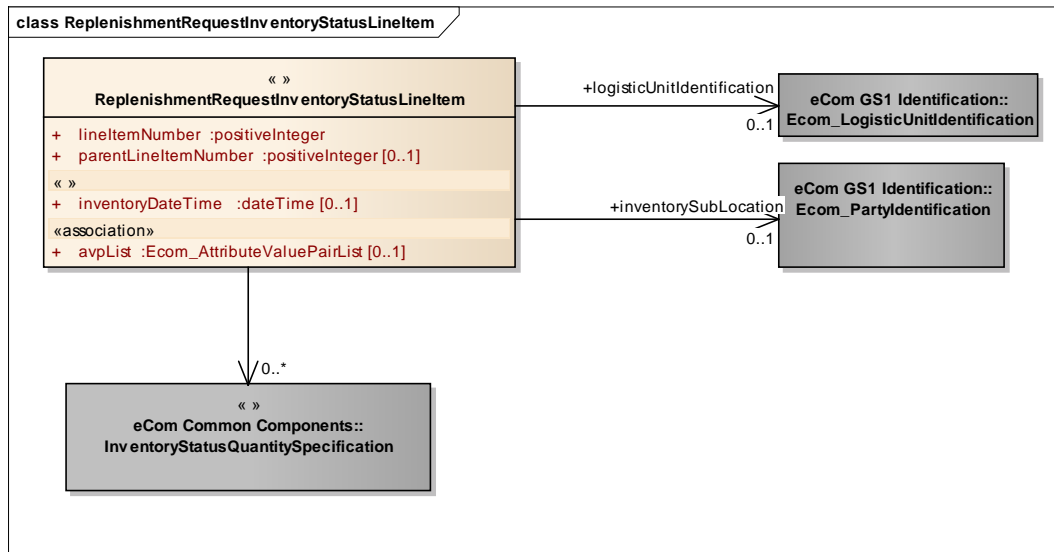 class ReplenishmentRequestInventoryStatusLineItem
« »
ReplenishmentRequestInventoryStatusLineItem
+ lineItemNumber :positiveInteger
+ parentLineItemNumber :positiveInteger [0..1]
« »
+ inventoryDateTime :dateTime [0..1]
«association»
+ avpList :Ecom_AttributeValuePairList [0..1]
+logisticUnitIdentification
0..1
eCom GS1 Identification::
Ecom_LogisticUnitIdentification
+inventorySubLocation
0..1
eCom GS1 Identification::
Ecom_PartyIdentification
0..*
« »
eCom Common Components::
InventoryStatusQuantitySpecification